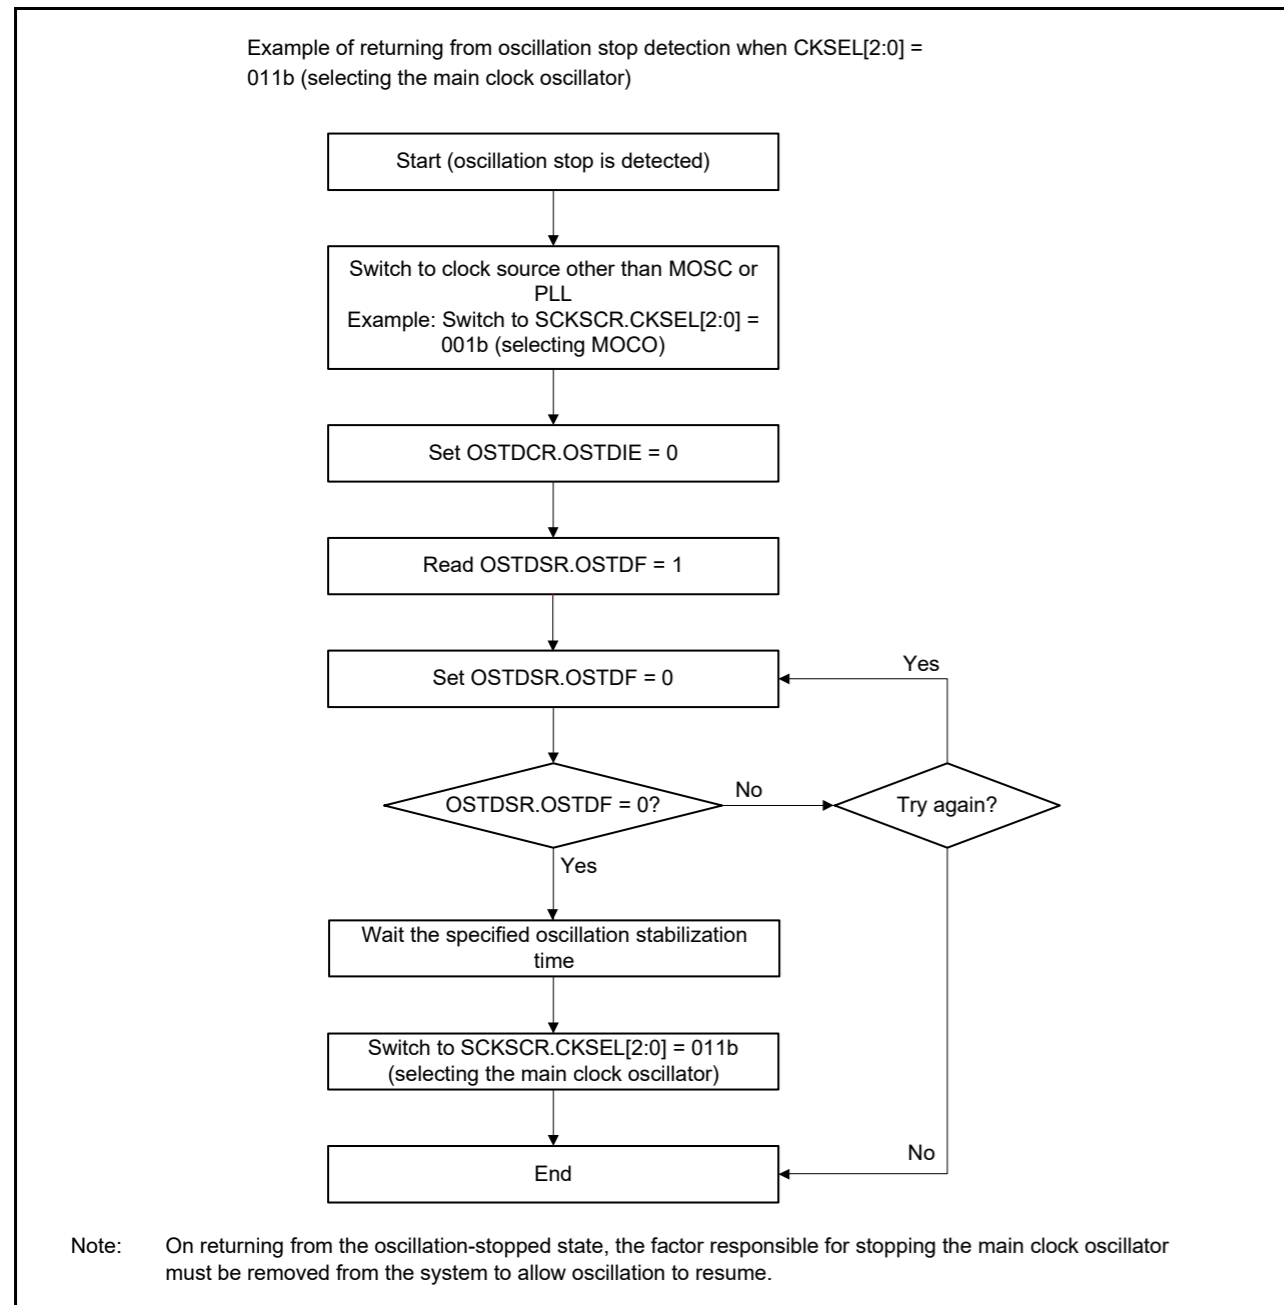 Example of returning from oscillation stop detection when CKSEL[2:0] =
011b (selecting the main clock oscillator)
Start (oscillation stop is detected)
Switch to clock source other than MOSC or
PLL
Example: Switch to SCKSCR.CKSEL[2:0] =
001b (selecting MOCO)
Set OSTDCR.OSTDIE = 0
Read OSTDSR.OSTDF = 1
Set OSTDSR.OSTDF = 0
Yes
OSTDSR.OSTDF = 0?
No
Try again?
Yes
Wait the specified oscillation stabilization
time
Switch to SCKSCR.CKSEL[2:0] = 011b
(selecting the main clock oscillator)
No
End
Note: On returning from the oscillation-stopped state, the factor responsible for stopping the main clock oscillator
must be removed from the system to allow oscillation to resume.